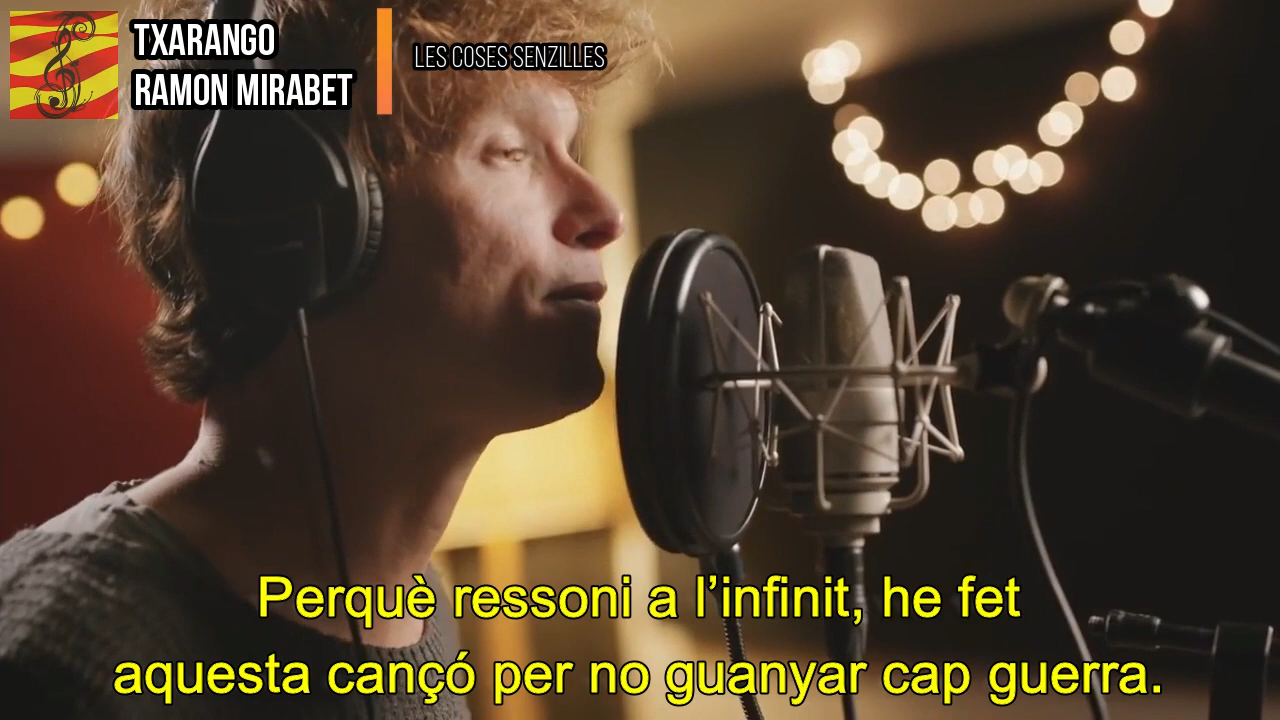 TXARANGO
RAMON MIRABET
LES COSES SENZILLES
Perquè ressoni a l’infinit, he fet
aquesta cançó per no guanyar cap guerra.